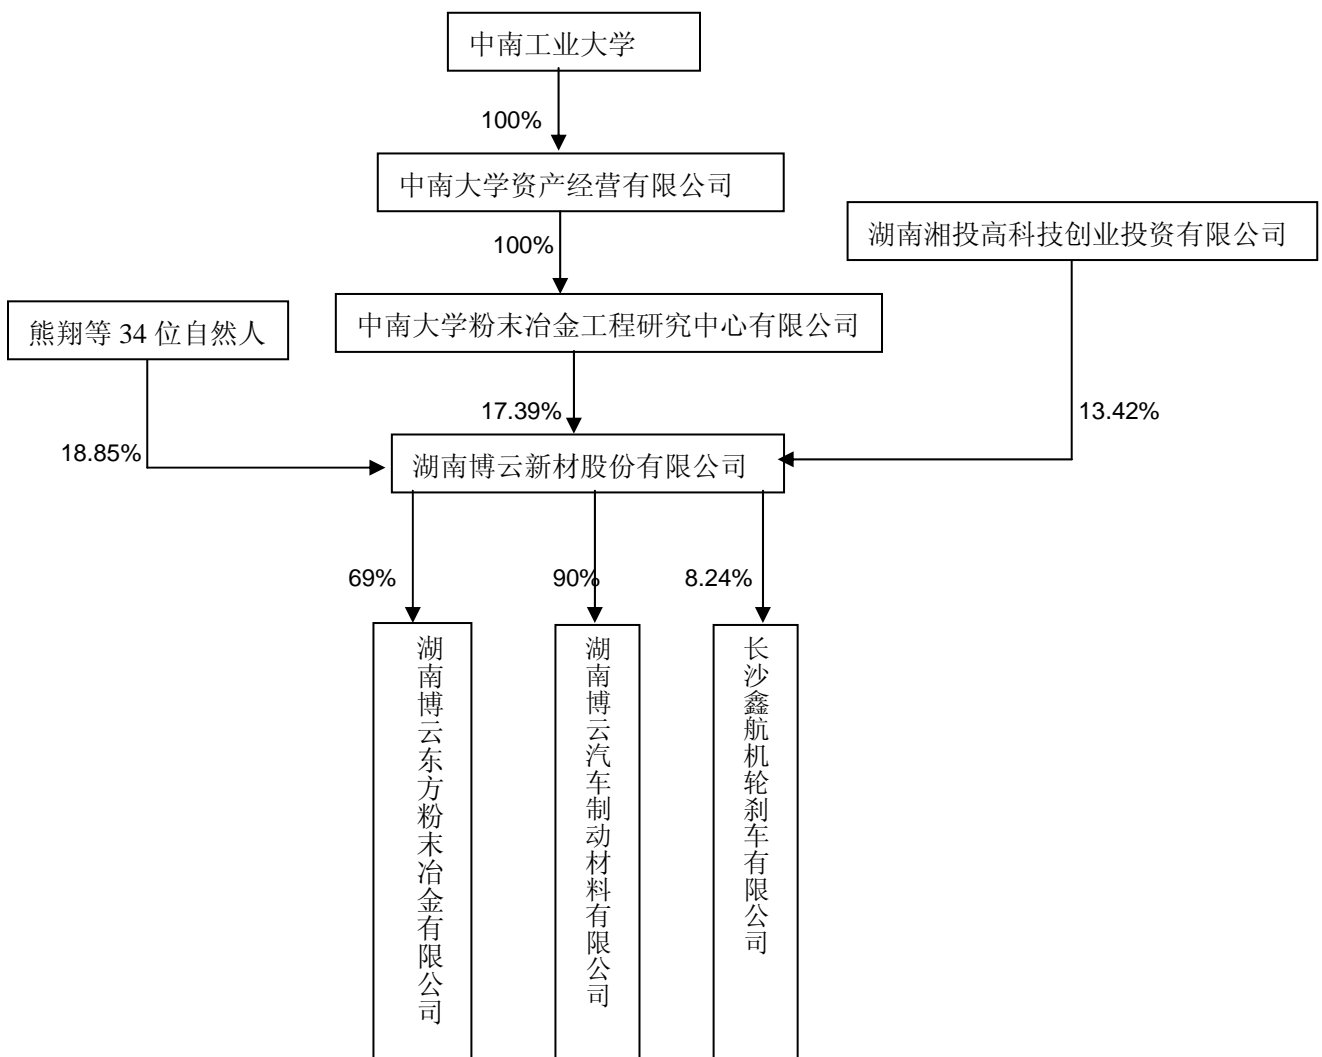 中南工业大学
100%
中南大学资产经营有限公司
100%
湖南湘投高科技创业投资有限公司
熊翔等 34 位自然人
中南大学粉末冶金工程研究中心有限公司
17.39%
13.42%
18.85%
湖南博云新材股份有限公司
69%
90%
8.24%
湖南博云东方粉末冶金有限公司
湖南博云汽车制动材料有限公司
长沙鑫航机轮刹车有限公司